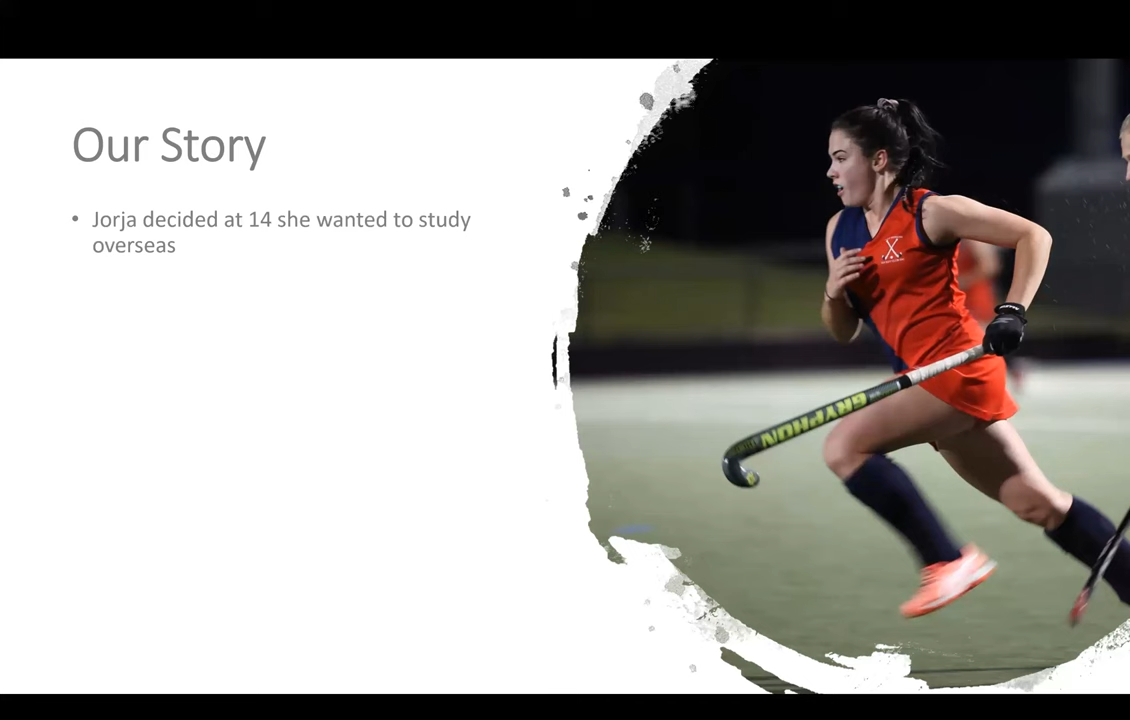 Our Story
• Jorja decided at 14 she wanted to study
overseas
GRYPHON